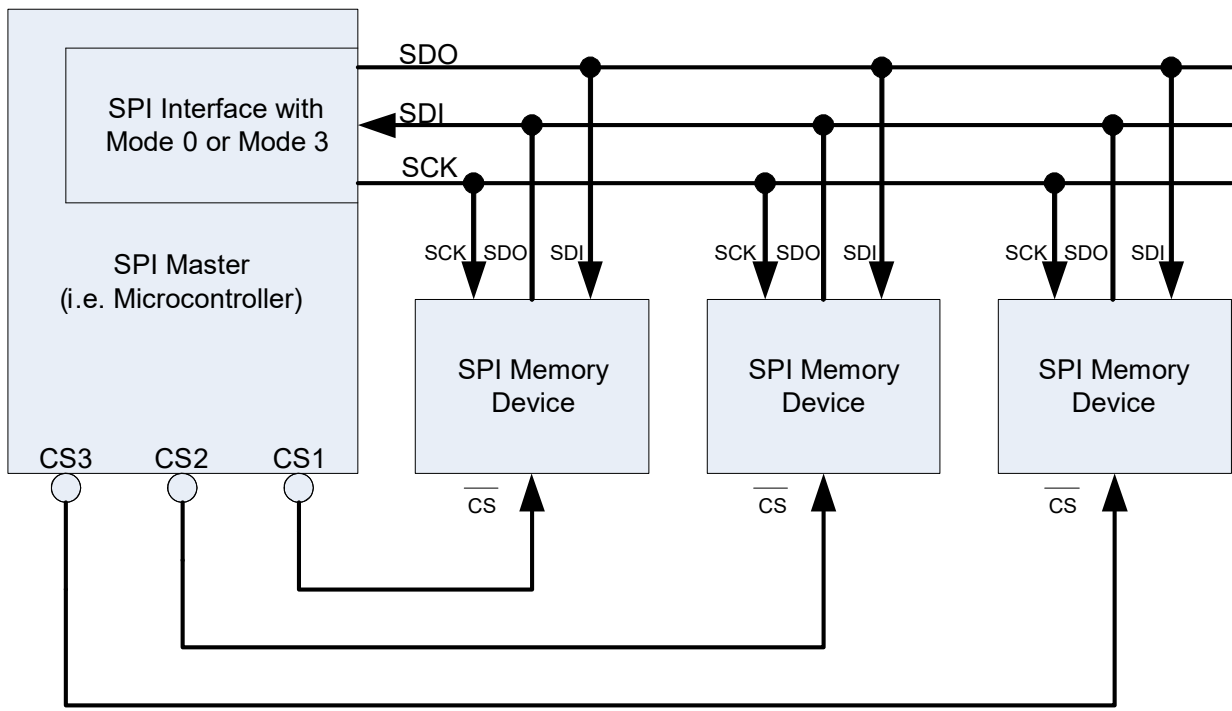 SDO
SPI Interface with
Mode 0 or Mode 3
SDI
SCK
SPI Master
(i.e. Microcontroller)
SCK SDO SDI
SCK SDO SDI
SCK SDO SDI
SPI Memory
Device
SPI Memory
Device
SPI Memory
Device
CS3 CS2 CS1
CS
CS
CS